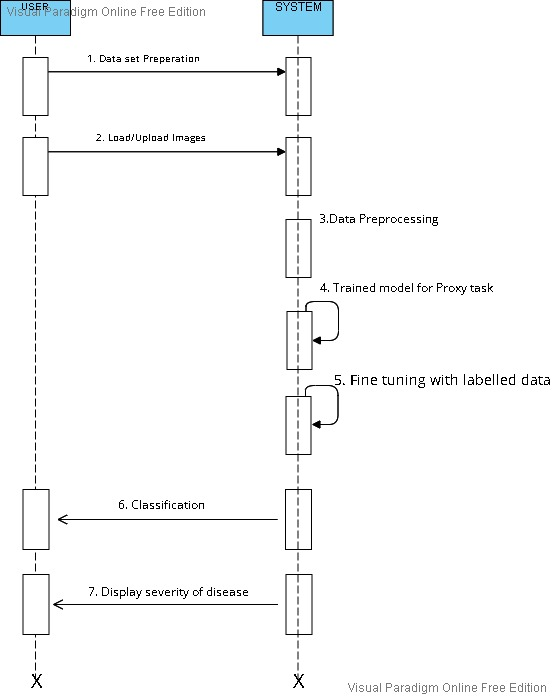 USER
SYSTEM
Visual Paradigm Online Free Edition
1. Data set Preperation
2. Load/Upload Images
3.Data Preprocessing
4. Trained model for Proxy task
5. Fine tuning with labelled data
6. Classification
7. Display severity of disease
X
X
Visual Paradigm Online Free Edition